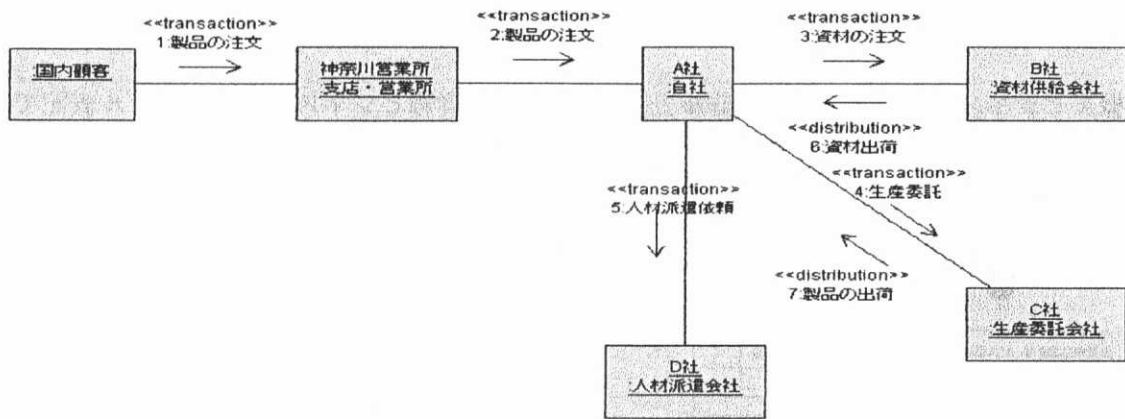 <<transaction>>
1:製品の注文
<<transaction>>
2:製品の注文
<<transaction>>
3:資材の注文
:国内顧客
神奈川営業所
:支店・営業所
A社
:自社
B社
:資材供給会社
<<distribution>>
6:資材出荷
<<transaction>>
4:生産委託
<<transaction>>
5:人材派遣依頼
<<distribution>>
7:製品の出荷
C社
:生産委託会社
D社
:人材派遣会社